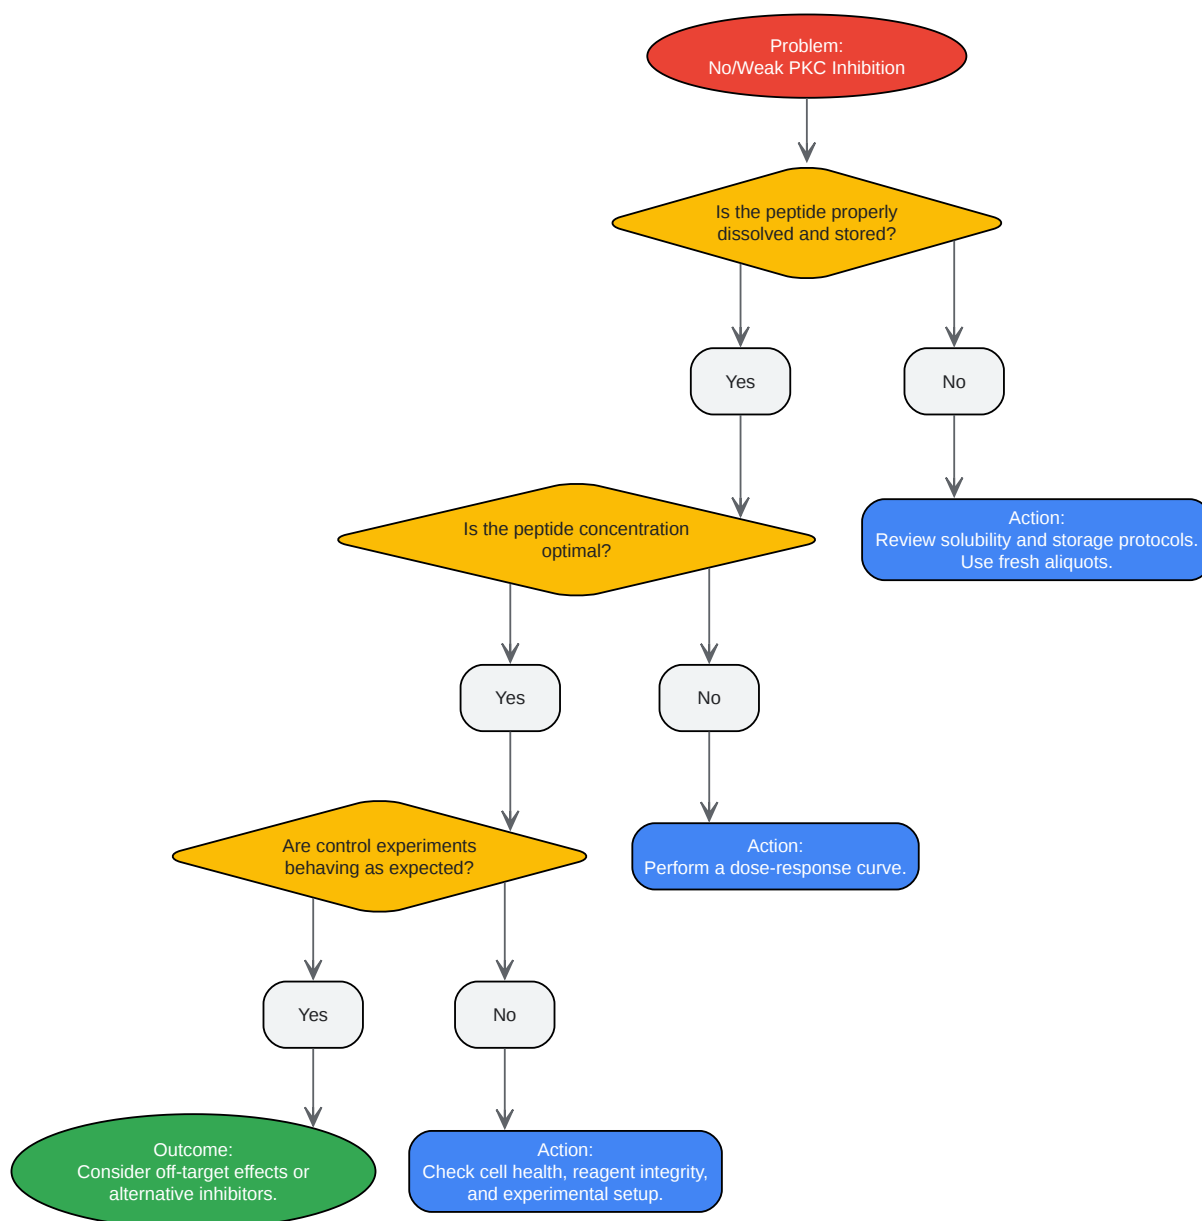 Problem:
No/Weak PKC Inhibition
Is the peptide properly
dissolved and stored?
Yes
No
Action:
Review solubility and storage protocols.
Use fresh aliquots.
Is the peptide concentration
optimal?
Yes
No
Action:
Perform a dose-response curve.
Are control experiments
behaving as expected?
Yes
No
Outcome:
Consider off-target effects or
alternative inhibitors.
Action:
Check cell health, reagent integrity,
and experimental setup.